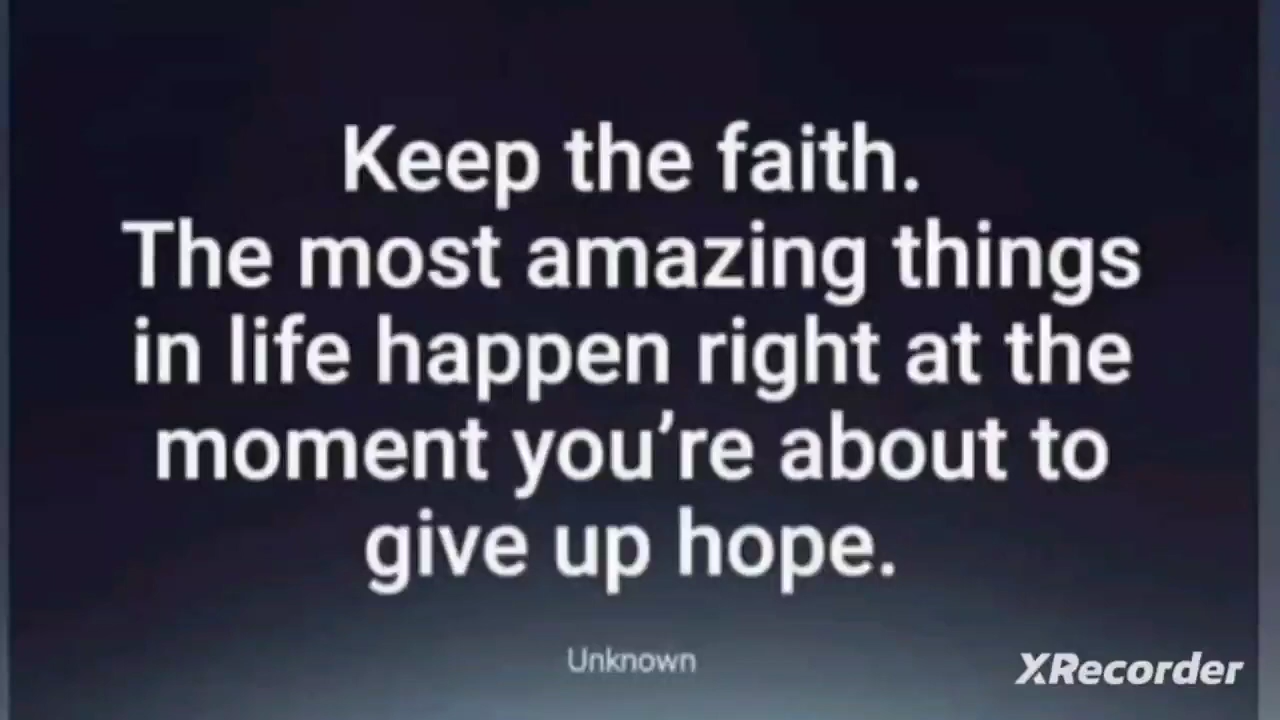 Keep the faith.
The most amazing things
in life happen right at the
moment you’re about to
give up hope.
Unknown
XRecorder